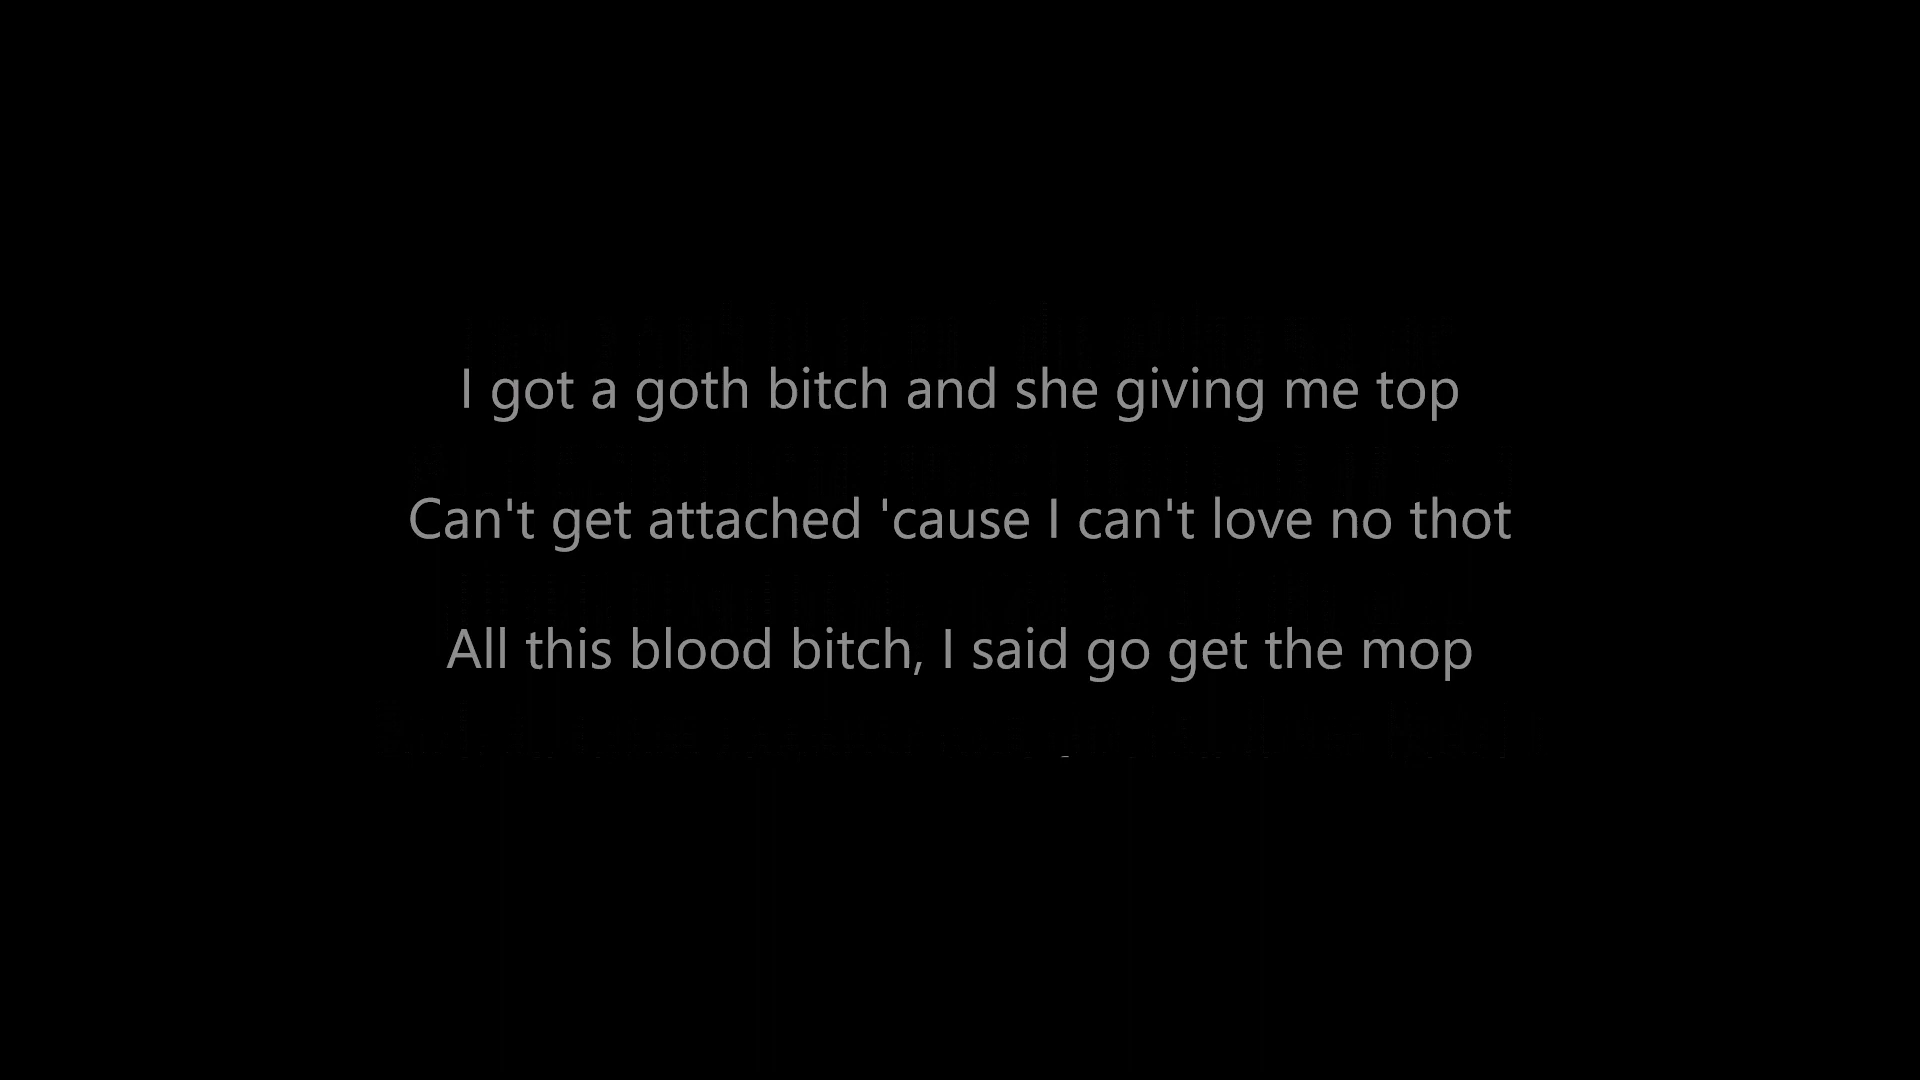 I got a goth bitch and she giving me top
Can't get attached 'cause I can't love no thot
All this blood bitch, I said go get the mop